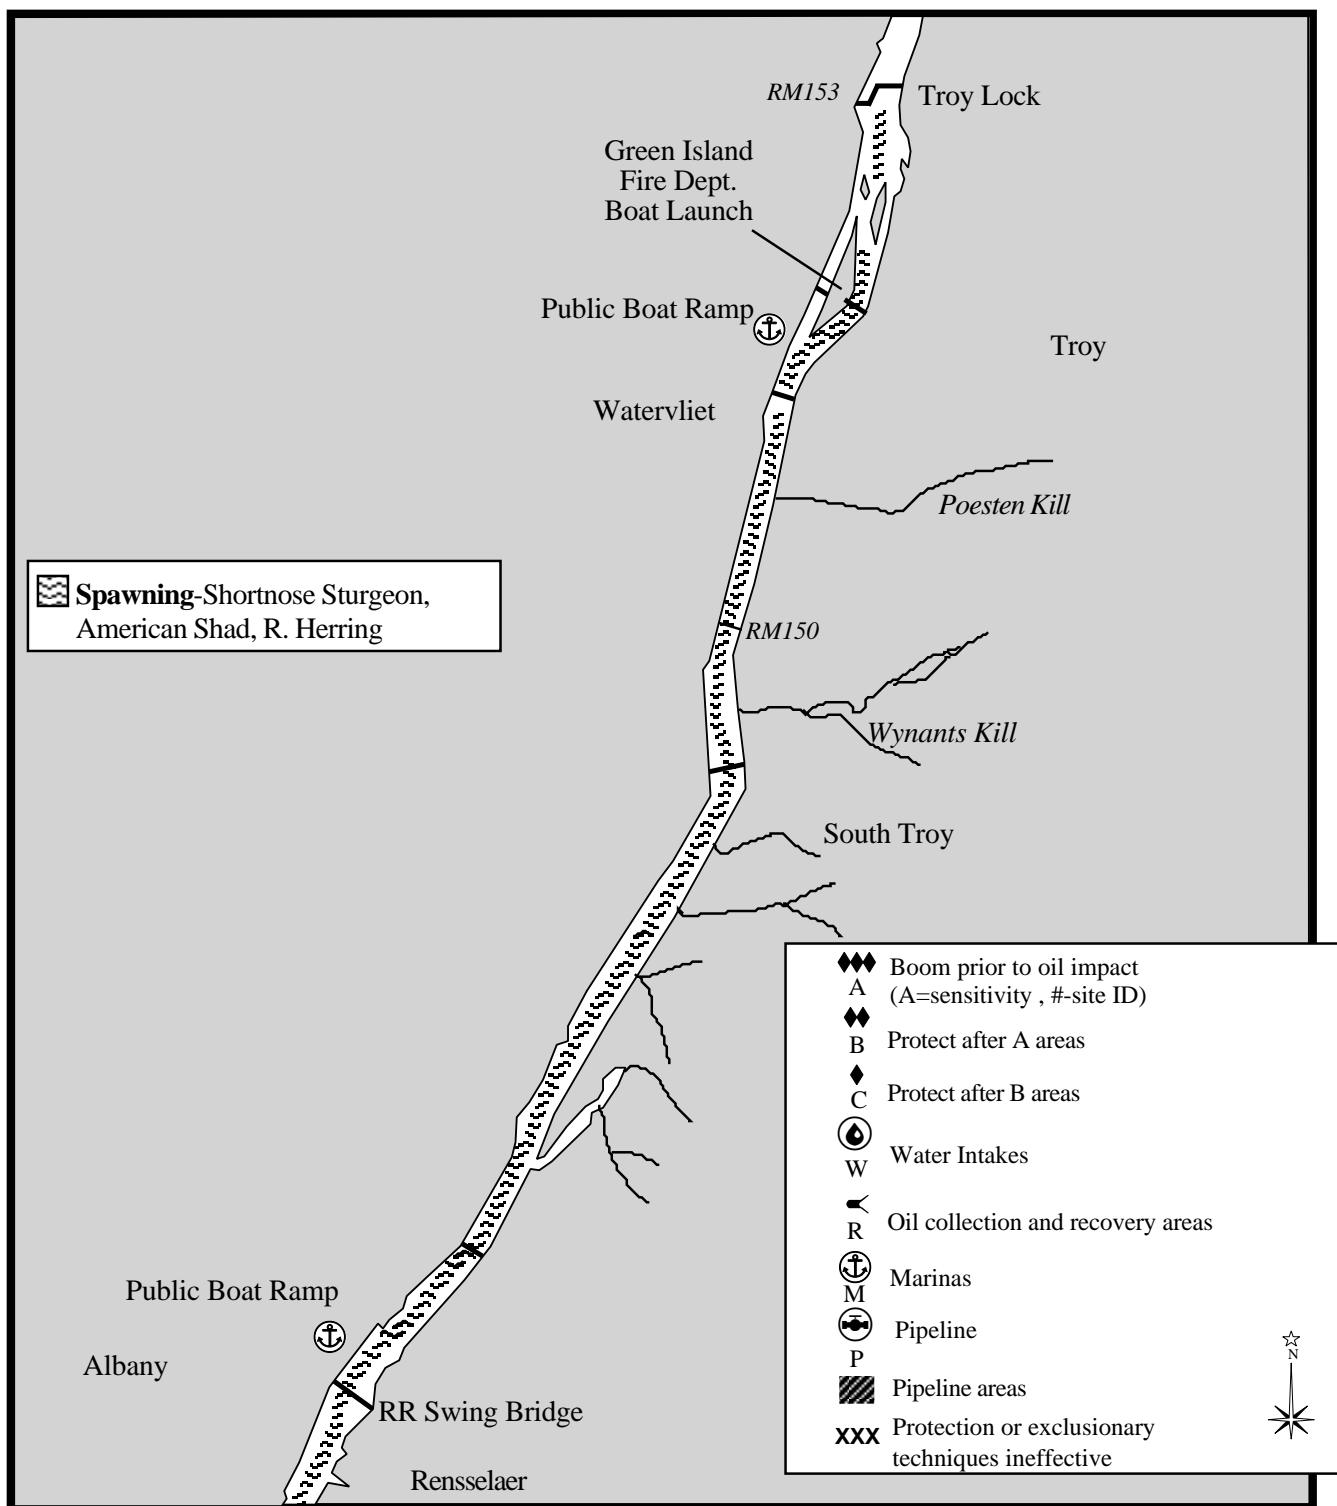 RM153
Troy Lock
Green Island
Fire Dept.
Boat Launch
Public Boat Ramp
Troy
Watervliet
Poesten Kill
Spawning-Shortnose Sturgeon,
American Shad, R. Herring
RM150
Wynants Kill
South Troy
Boom prior to oil impact
A
(A=sensitivity , #-site ID)
B
Protect after A areas
C
Protect after B areas
W
Water Intakes
R
Oil collection and recovery areas
M
Marinas
P
Pipeline
Pipeline areas
XXX
Protection or exclusionary
techniques ineffective
N
Public Boat Ramp
Albany
RR Swing Bridge
Rensselaer